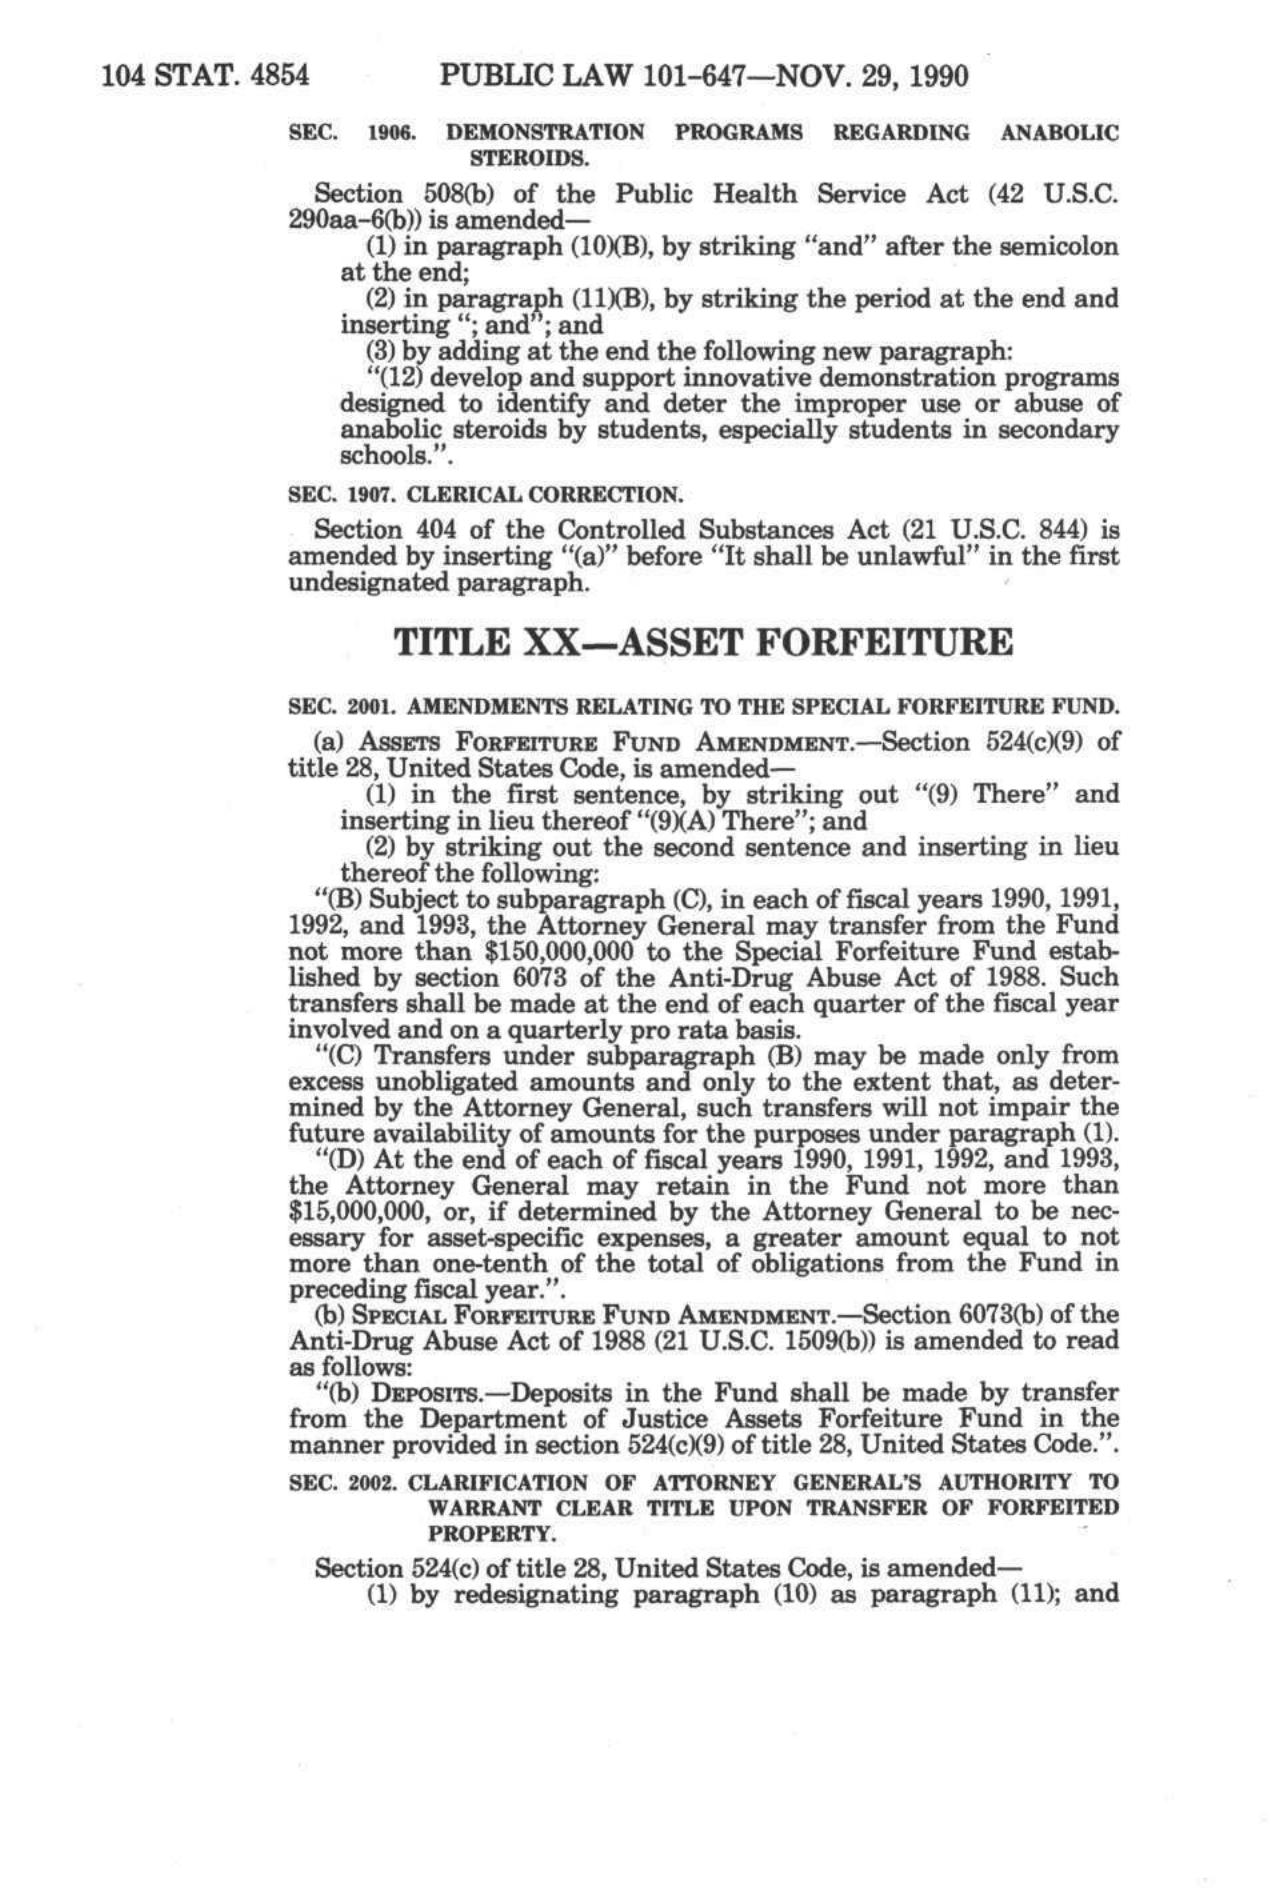 104 STAT. 4854 PUBLIC LAW 101-647—NOV. 29, 1990
SEC. 1906. DEMONSTRATION PROGRAMS REGARDING ANABOLIC
STEROIDS.
Section 508(b) of the Public Health Service Act (42 U.S.C.
290aa-6(b)) is amended—
(1) in paragraph (10)(B), by striking “and” after the semicolon
at the end;
(2) in paragraph (11)(B), by striking the period at the end and
inserting “; and”; and
(3) by adding at the end the following new paragraph:
“(12) develop and support innovative demonstration programs
designed to identify and deter the improper use or abuse of
anabolic steroids by students, especially students in secondary
schools.”.
SEC. 1907. CLERICAL CORRECTION.
Section 404 of the Controlled Substances Act (21 U.S.C. 844) is
amended by inserting “(a)” before “It shall be unlawful” in the first
undesignated paragraph.
TITLE XX—ASSET FORFEITURE
SEC. 2001. AMENDMENTS RELATING TO THE SPECIAL FORFEITURE FUND.
(a) ASSETS FORFEITURE FUND AMENDMENT.—Section 524(c)(9) of
title 28, United States Code, is amended—
(1) in the first sentence, by striking out “(9) There” and
inserting in lieu thereof “(9)(A) There”; and
(2) by striking out the second sentence and inserting in lieu
thereof the following:
“(B) Subject to subparagraph (C), in each of fiscal years 1990, 1991,
1992, and 1993, the Attorney General may transfer from the Fund
not more than $150,000,000 to the Special Forfeiture Fund estab-
lished by section 6073 of the Anti-Drug Abuse Act of 1988. Such
transfers shall be made at the end of each quarter of the fiscal year
involved and on a quarterly pro rata basis.
“(C) Transfers under subparagraph (B) may be made only from
excess unobligated amounts and only to the extent that, as deter-
mined by the Attorney General, such transfers will not impair the
future availability of amounts for the purposes under paragraph (1).
“(D) At the end of each of fiscal years 1990, 1991, 1992, and 1993,
the Attorney General may retain in the Fund not more than
$15,000,000, or, if determined by the Attorney General to be nec-
essary for asset-specific expenses, a greater amount equal to not
more than one-tenth of the total of obligations from the Fund in
preceding fiscal year.”.
(b) SPECIAL FORFEITURE FUND AMENDMENT.—Section 6073(b) of the
Anti-Drug Abuse Act of 1988 (21 U.S.C. 1509(b)) is amended to read
as follows:
“(b) DEPOSITS.—Deposits in the Fund shall be made by transfer
from the Department of Justice Assets Forfeiture Fund in the
manner provided in section 524(c)(9) of title 28, United States Code.”.
SEC. 2002. CLARIFICATION OF ATTORNEY GENERAL'S AUTHORITY TO
WARRANT CLEAR TITLE UPON TRANSFER OF FORFEITED
PROPERTY.
Section 524(c) of title 28, United States Code, is amended—
(1) by redesignating paragraph (10) as paragraph (11); and